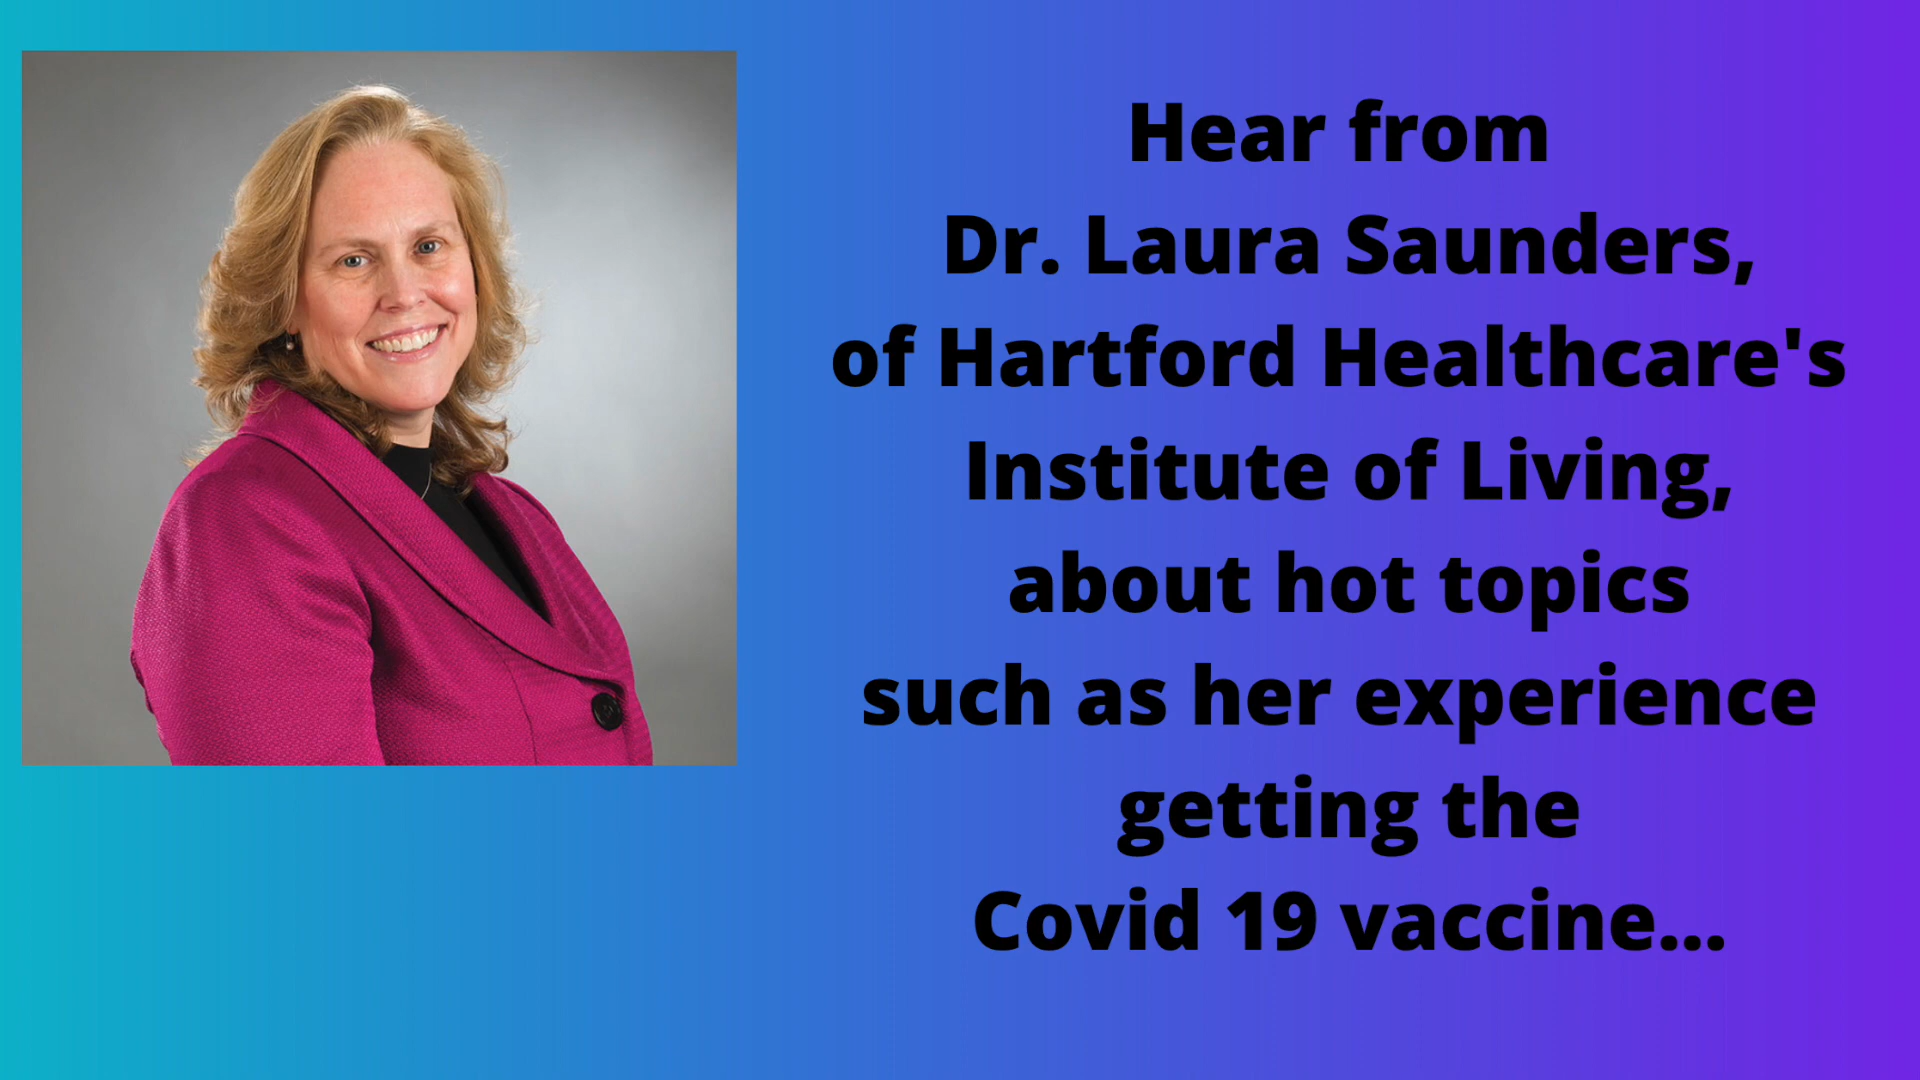 Hear from
Dr. Laura Saunders,
of Hartford Healthcare's
Institute of Living,
about hot topics
such as her experience
getting the
Covid 19 vaccine...